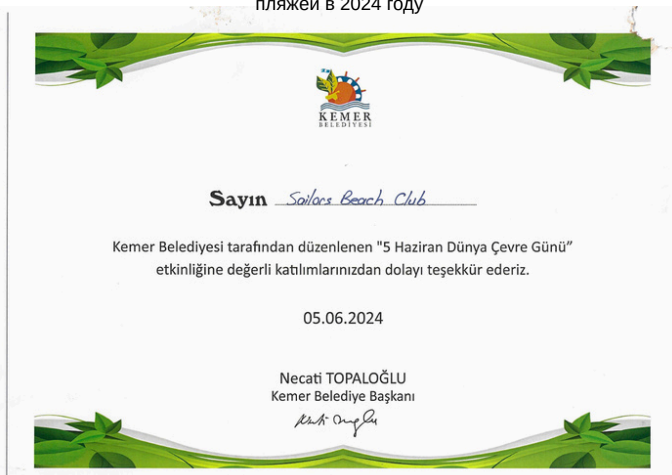 пляжей в 2024 году
KEMER
BELEDİYESİ
Sayın Sailors Beach Club
Kemer Belediyesi tarafından düzenlenen "5 Haziran Dünya Çevre Günü”
etkinliğine değerli katılımlarınızdan dolayı teşekkür ederiz.
05.06.2024
Necati TOPALOĞLU
Kemer Belediye Başkanı